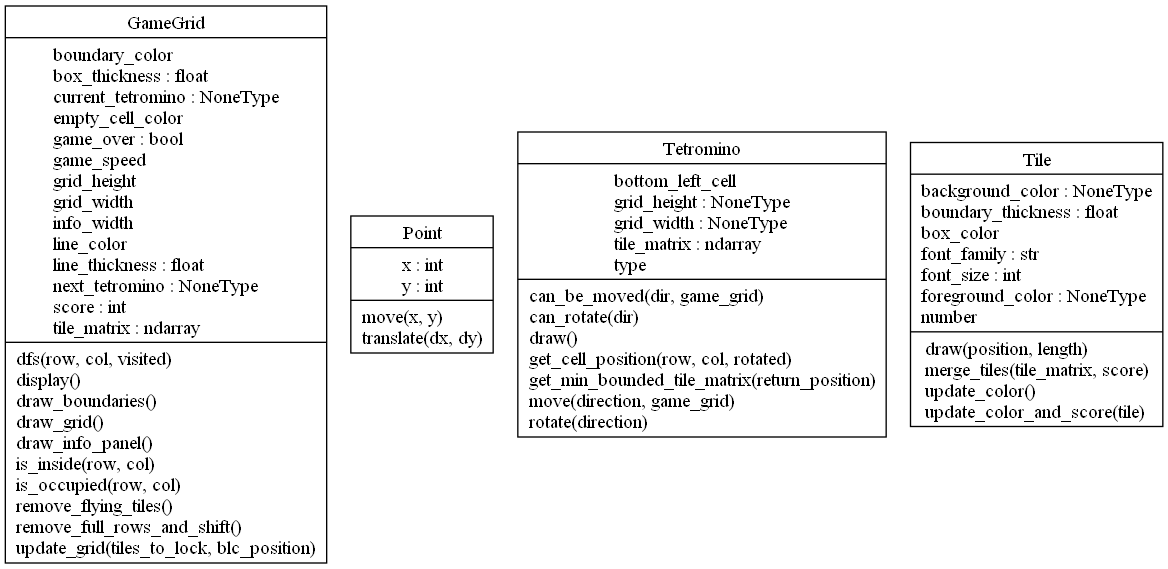 GameGrid
boundary_color
box_thickness : float
current_tetromino : NoneType
empty_cell_color
game_over : bool
game_speed
grid_height
grid_width
info_width
line_color
line_thickness : float
next_tetromino : NoneType
score : int
tile_matrix : ndarray
dfs(row, col, visited)
display()
draw_boundaries()
draw_grid()
draw_info_panel()
is_inside(row, col)
is_occupied(row, col)
remove_flying_tiles()
remove_full_rows_and_shift()
update_grid(tiles_to_lock, blc_position)
Point
x : int
y : int
move(x, y)
translate(dx, dy)
Tetromino
bottom_left_cell
grid_height : NoneType
grid_width : NoneType
tile_matrix : ndarray
type
can_be_moved(dir, game_grid)
can_rotate(dir)
draw()
get_cell_position(row, col, rotated)
get_min_bounded_tile_matrix(return_position)
move(direction, game_grid)
rotate(direction)
Tile
background_color : NoneType
boundary_thickness : float
box_color
font_family : str
font_size : int
foreground_color : NoneType
number
draw(position, length)
merge_tiles(tile_matrix, score)
update_color()
update_color_and_score(tile)